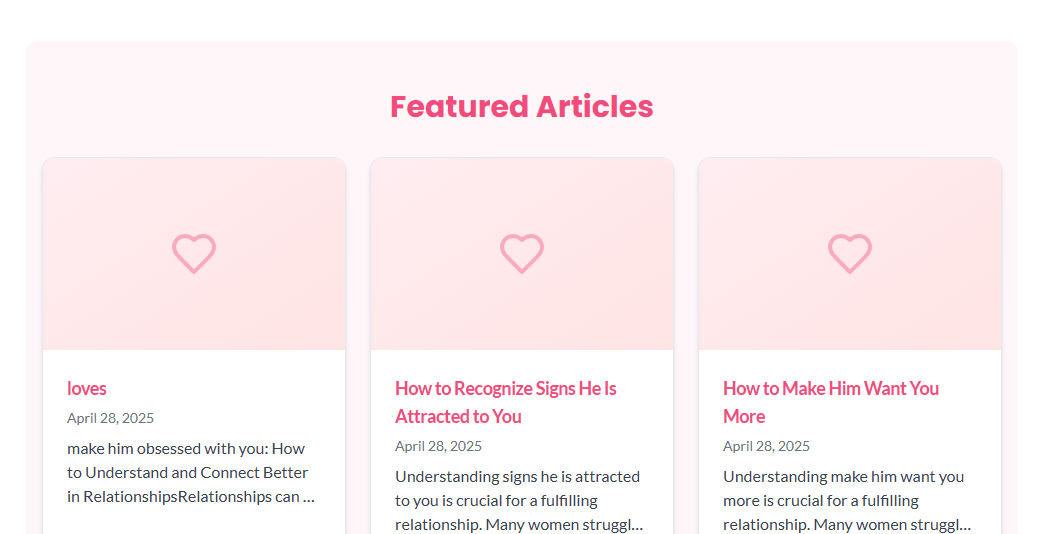 Featured Articles
loves
April 28, 2025
make him obsessed with you: How
to Understand and Connect Better
in RelationshipsRelationships can ...
How to Recognize Signs He Is
Attracted to You
April 28, 2025
Understanding signs he is attracted
to you is crucial for a fulfilling
relationship. Many women struggl...
How to Make Him Want You
More
April 28, 2025
Understanding make him want you
more is crucial for a fulfilling
relationship. Many women struggl...